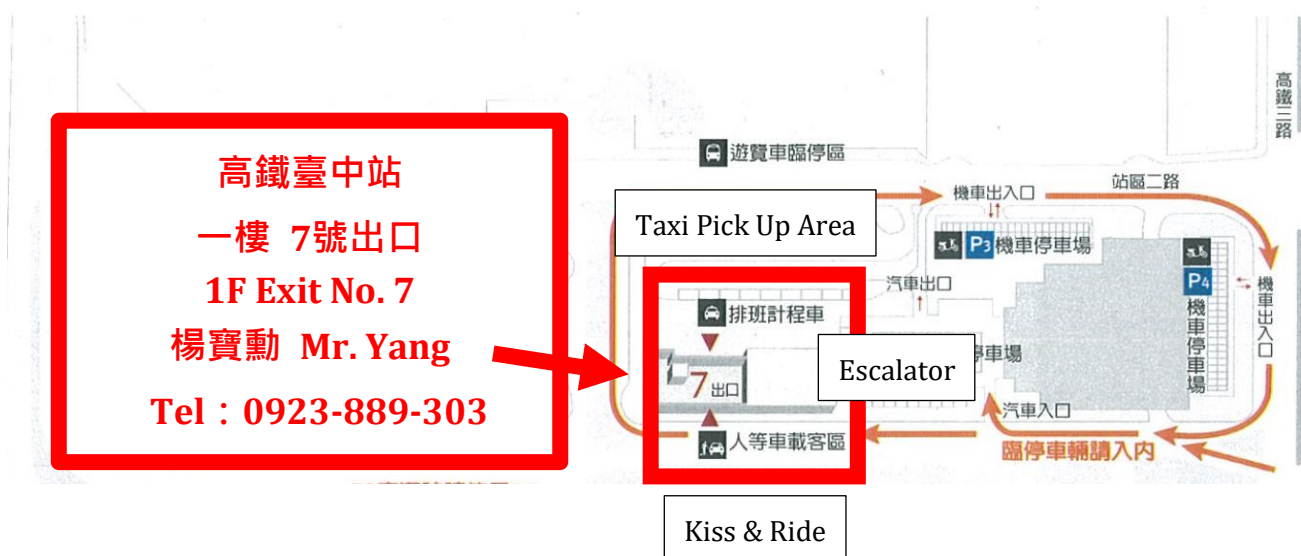 高鐵臺中站
一樓 7號出口
1F Exit No. 7
楊寶勳 Mr. Yang
Tel：0923-889-303
高鐵三路
遊覽車臨停區
站區二路
機車出入口
Taxi Pick Up Area
P3 機車停車場
P4
機車停車場
機車出入口
汽車出口
排班計程車
7 出口
Escalator
停車場
汽車入口
人等車載客區
臨停車輛請入內
Kiss & Ride